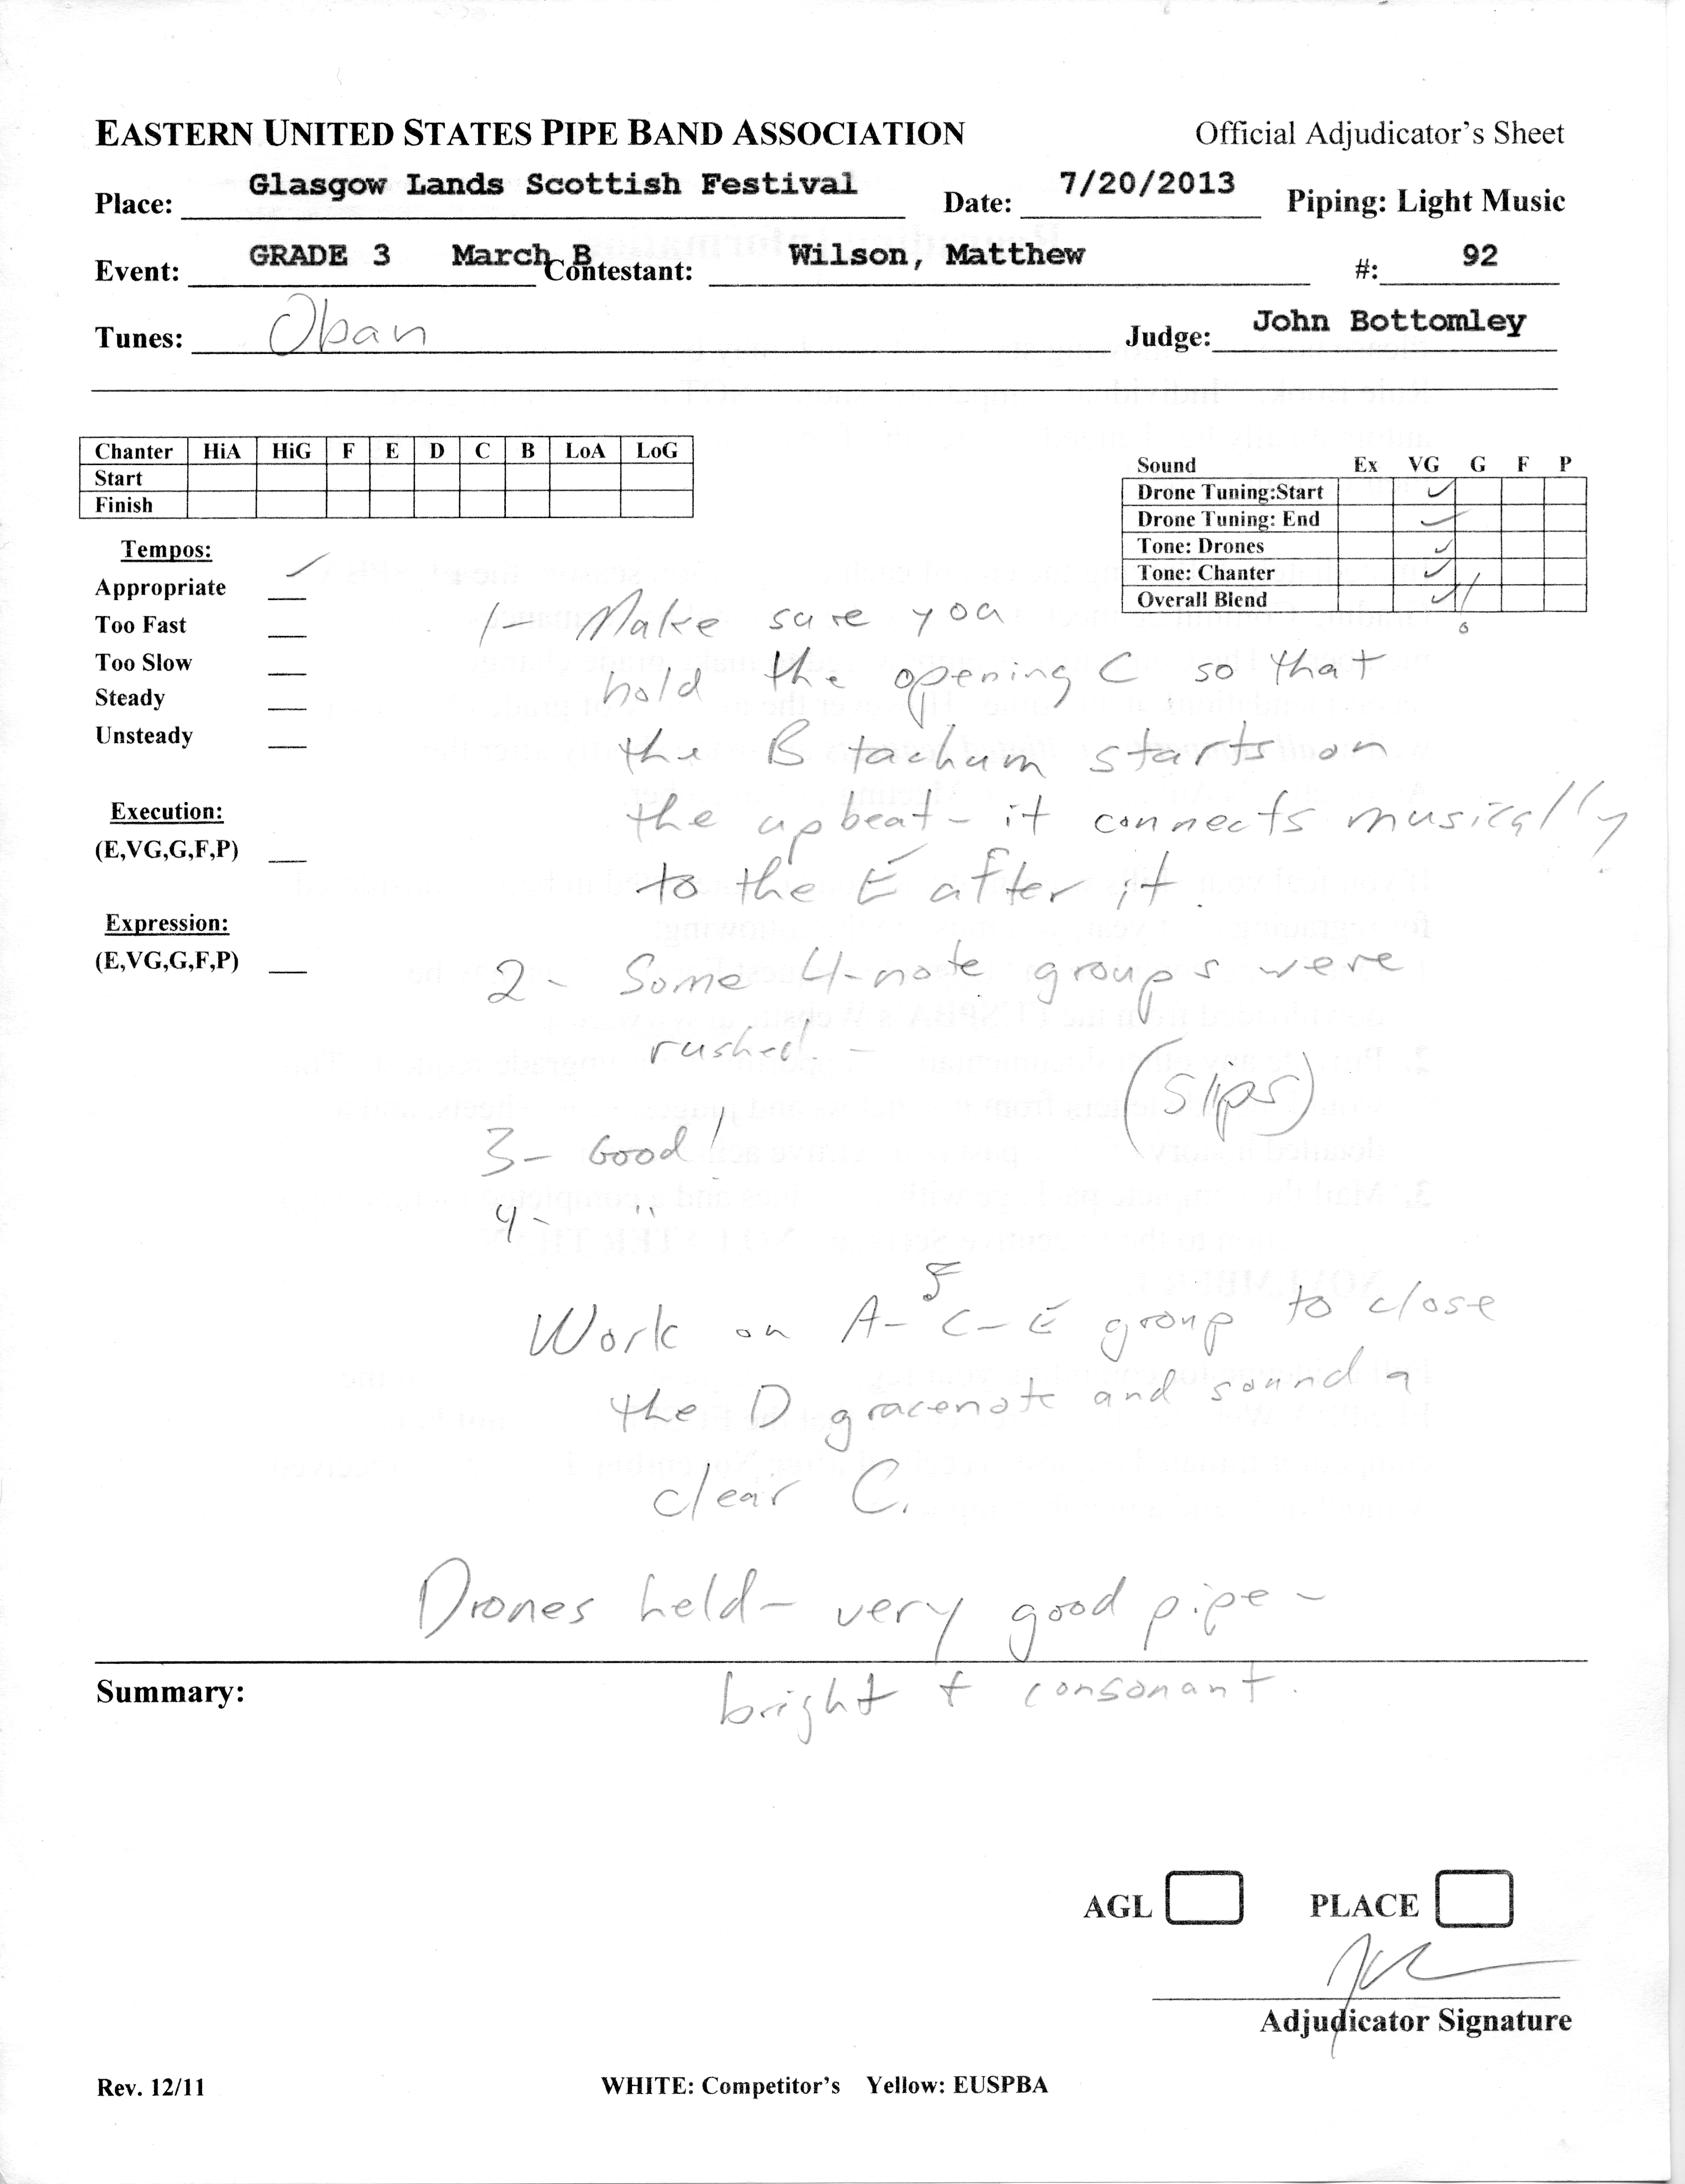 EASTERN UNITED STATES PIPE BAND ASSOCIATION Official Adjudicator's Sheet
Place: Glasgow Lands Scottish Festival Date: 7/20/2013 Piping: Light Music
Event: GRADE 3 March B Contestant: Wilson, Matthew #: 92
Tunes: Oban Judge: John Bottomley
Chanter HiA HiG F E D C B LoA LoG
Start
Finish
Sound Ex VG G F P
Drone Tuning:Start ✓
Drone Tuning: End ✓
Tone: Drones ✓
Tone: Chanter ✓
Overall Blend ✓!
Tempos:
Appropriate ✓
Too Fast
Too Slow
Steady
Unsteady
Execution:
(E,VG,G,F,P)
Expression:
(E,VG,G,F,P)
1- Make sure you
hold the opening C so that
the B tachum starts on
the upbeat - it connects musically
to the E after it.
2- Some 4-note groups were
rushed. -
(slips)
3- Good!
4- "
Work on A- C- E group to close
the D gracenote and sound a
clear C.
Drones held - very good pipe -
bright + consonant.
Summary:
AGL PLACE
Adjudicator Signature
Rev. 12/11 WHITE: Competitor's Yellow: EUSPBA